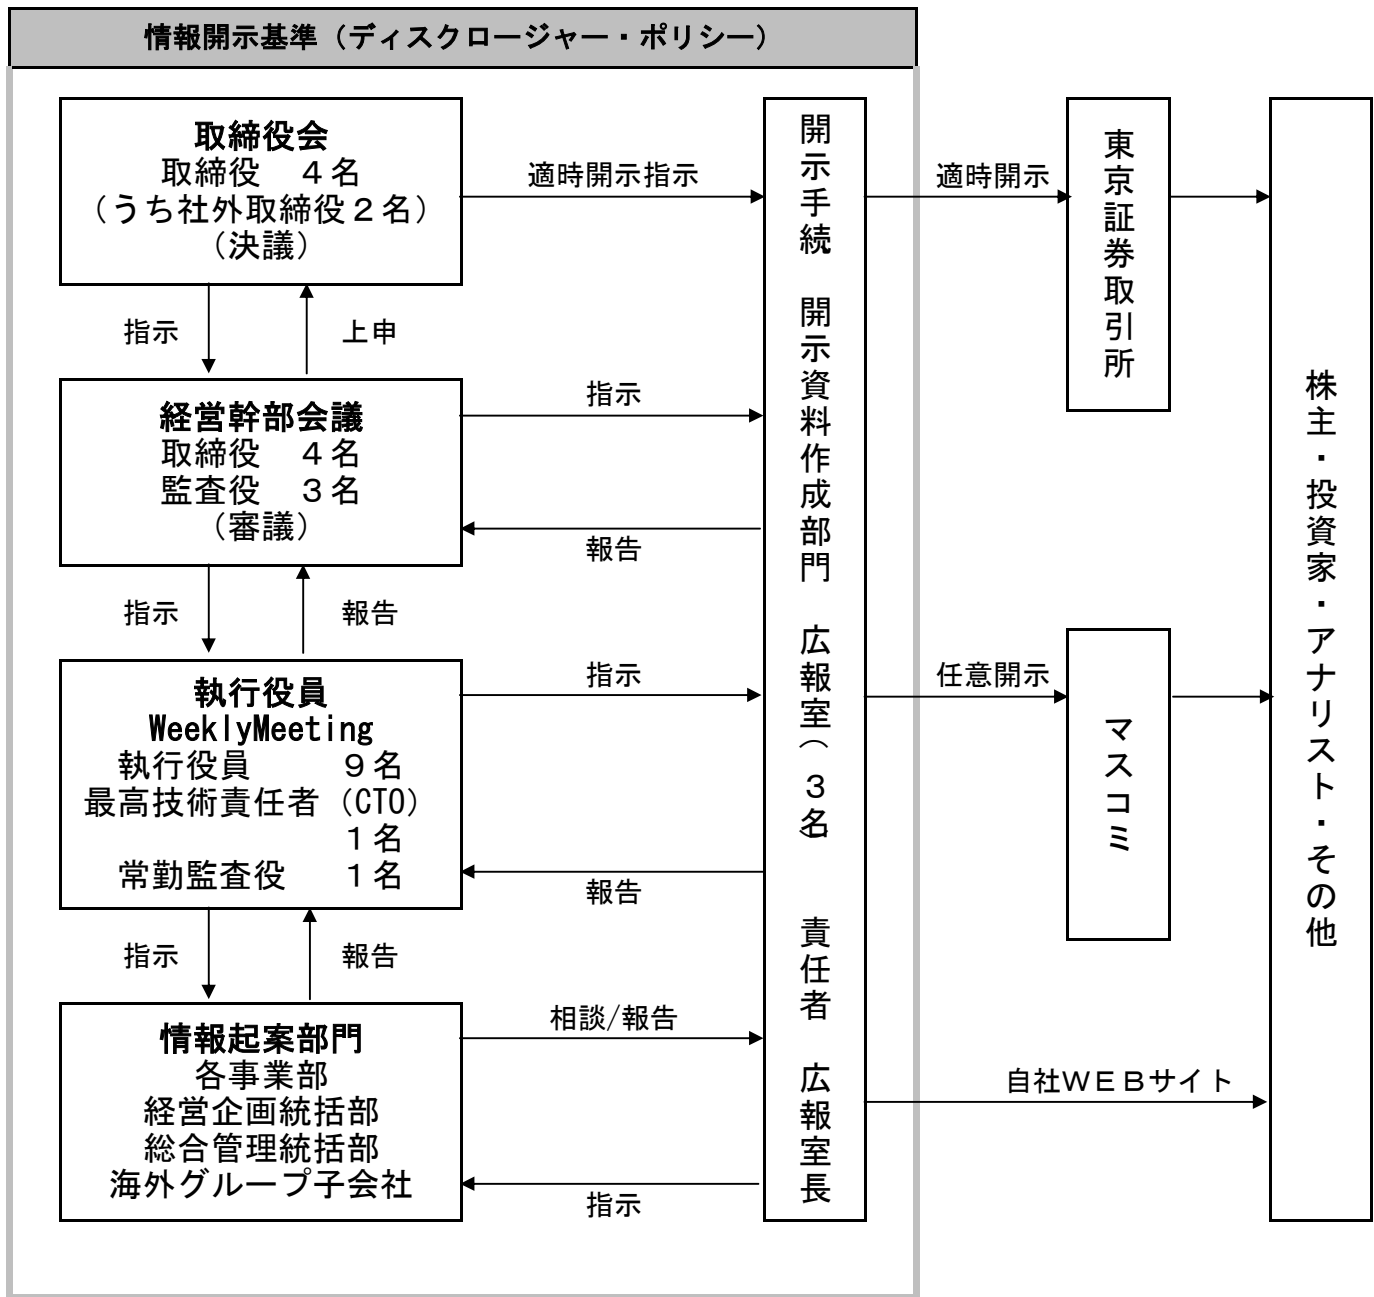 情報開示基準（ディスクロージャー・ポリシー）
取締役会
取締役　４名
（うち社外取締役２名）
（決議）
指示
上申
経営幹部会議
取締役　４名
監査役　３名
（審議）
指示
報告
執行役員
WeeklyMeeting
執行役員　９名
最高技術責任者（CTO）
１名
常勤監査役　１名
指示
報告
情報起案部門
各事業部
経営企画統括部
総合管理統括部
海外グループ子会社
適時開示指示
指示
報告
指示
報告
相談/報告
指示
開示手続　開示資料作成部門　広報室（３名）　責任者　広報室長
適時開示
任意開示
自社ＷＥＢサイト
東京証券取引所
マスコミ
株主・投資家・アナリスト・その他